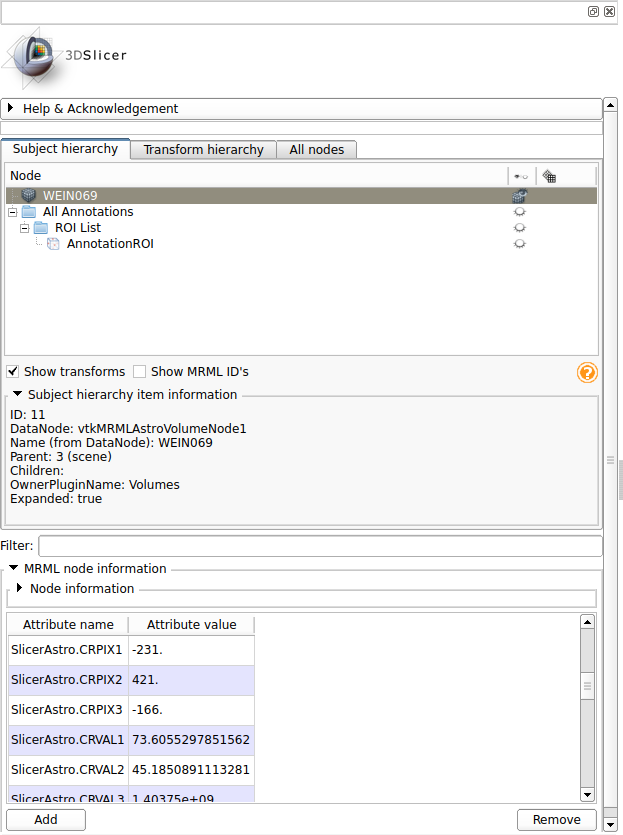 3DSlicer
Help & Acknowledgement
Subject hierarchy Transform hierarchy All nodes
Node
WEIN069
All Annotations
ROI List
AnnotationROI
Show transforms Show MRML ID's
?
Subject hierarchy item information
ID: 11
DataNode: vtkMRMLAstroVolumeNode1
Name (from DataNode): WEIN069
Parent: 3 (scene)
Children:
OwnerPluginName: Volumes
Expanded: true
Filter:
MRML node information
Node information
Attribute name Attribute value
SlicerAstro.CRPIX1 -231.
SlicerAstro.CRPIX2 421.
SlicerAstro.CRPIX3 -166.
SlicerAstro.CRVAL1 73.6055297851562
SlicerAstro.CRVAL2 45.1850891113281
SlicerAstro.CRVAL3 1.40375e+09
Add Remove